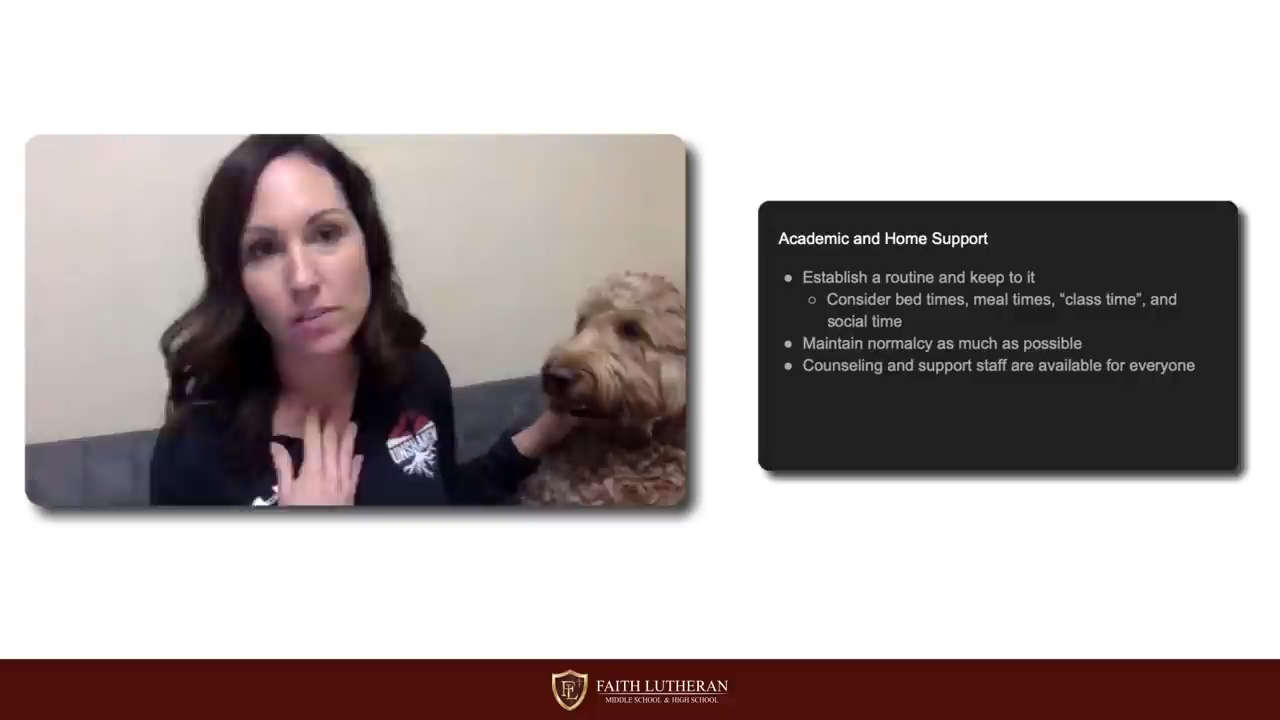 UNSHAKEN
Academic and Home Support
● Establish a routine and keep to it
○ Consider bed times, meal times, “class time”, and
social time
● Maintain normalcy as much as possible
● Counseling and support staff are available for everyone
FL
FAITH LUTHERAN
MIDDLE SCHOOL & HIGH SCHOOL